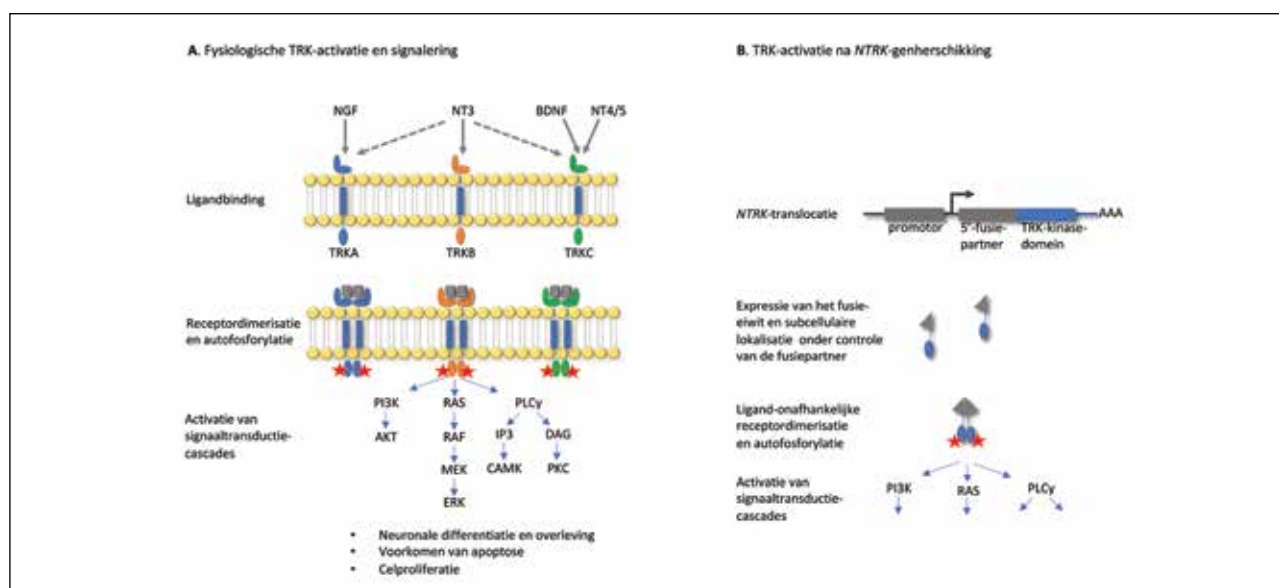 A. Fysiologische TRK-activatie en signalering
NGF NT3 BDNF NT4/5
Ligandbinding
TRKA TRKB TRKC
Receptordimerisatie
en autofosforylatie
PI3K RAS PLCy
Activatie van
signaaltransductie-
cascades
AKT RAF IP3 DAG
MEK CAMK PKC
ERK
• Neuronale differentiatie en overleving
• Voorkomen van apoptose
• Celproliferatie
B. TRK-activatie na NTRK-genherschikking
NTRK-translocatie
AAA
promotor 5'-fusie- TRK-kinase-
partner domein
Expressie van het fusie-
eiwit en subcellulaire
lokalisatie onder controle
van de fusiepartner
Ligand-onafhankelijke
receptordimerisatie
en autofosforylatie
Activatie van
signaaltransductie-
cascades
PI3K RAS PLCy